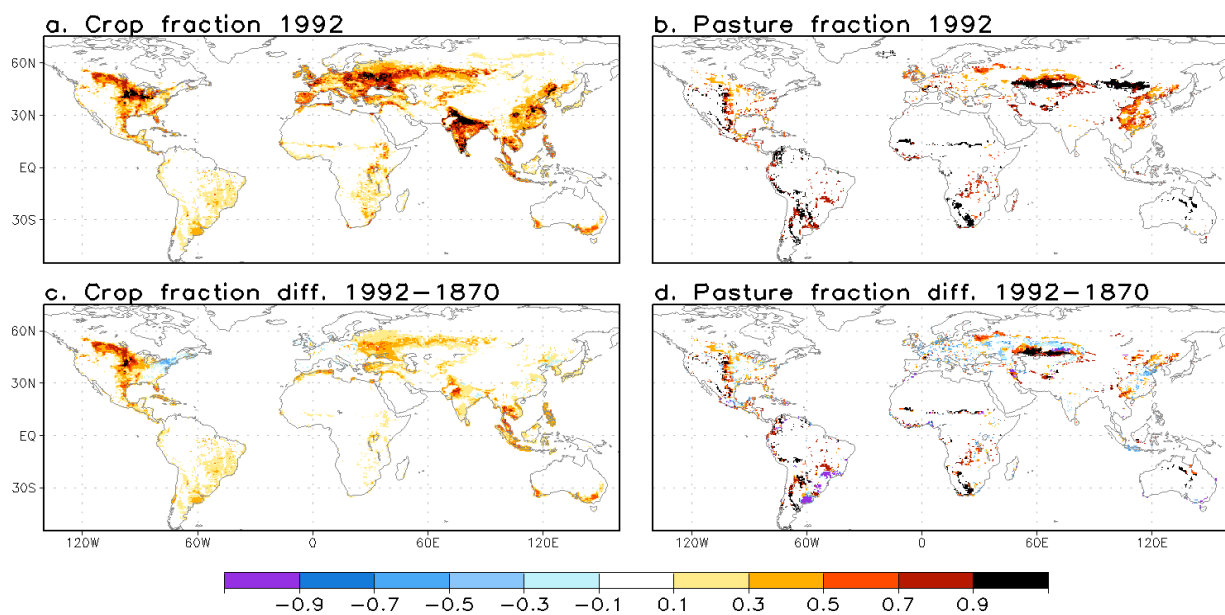 a. Crop fraction 1992
b. Pasture fraction 1992
60N
30N
EQ
30S
c. Crop fraction diff. 1992−1870
d. Pasture fraction diff. 1992−1870
60N
30N
EQ
30S
120W 60W 0 60E 120E
120W 60W 0 60E 120E
−0.9 −0.7 −0.5 −0.3 −0.1 0.1 0.3 0.5 0.7 0.9